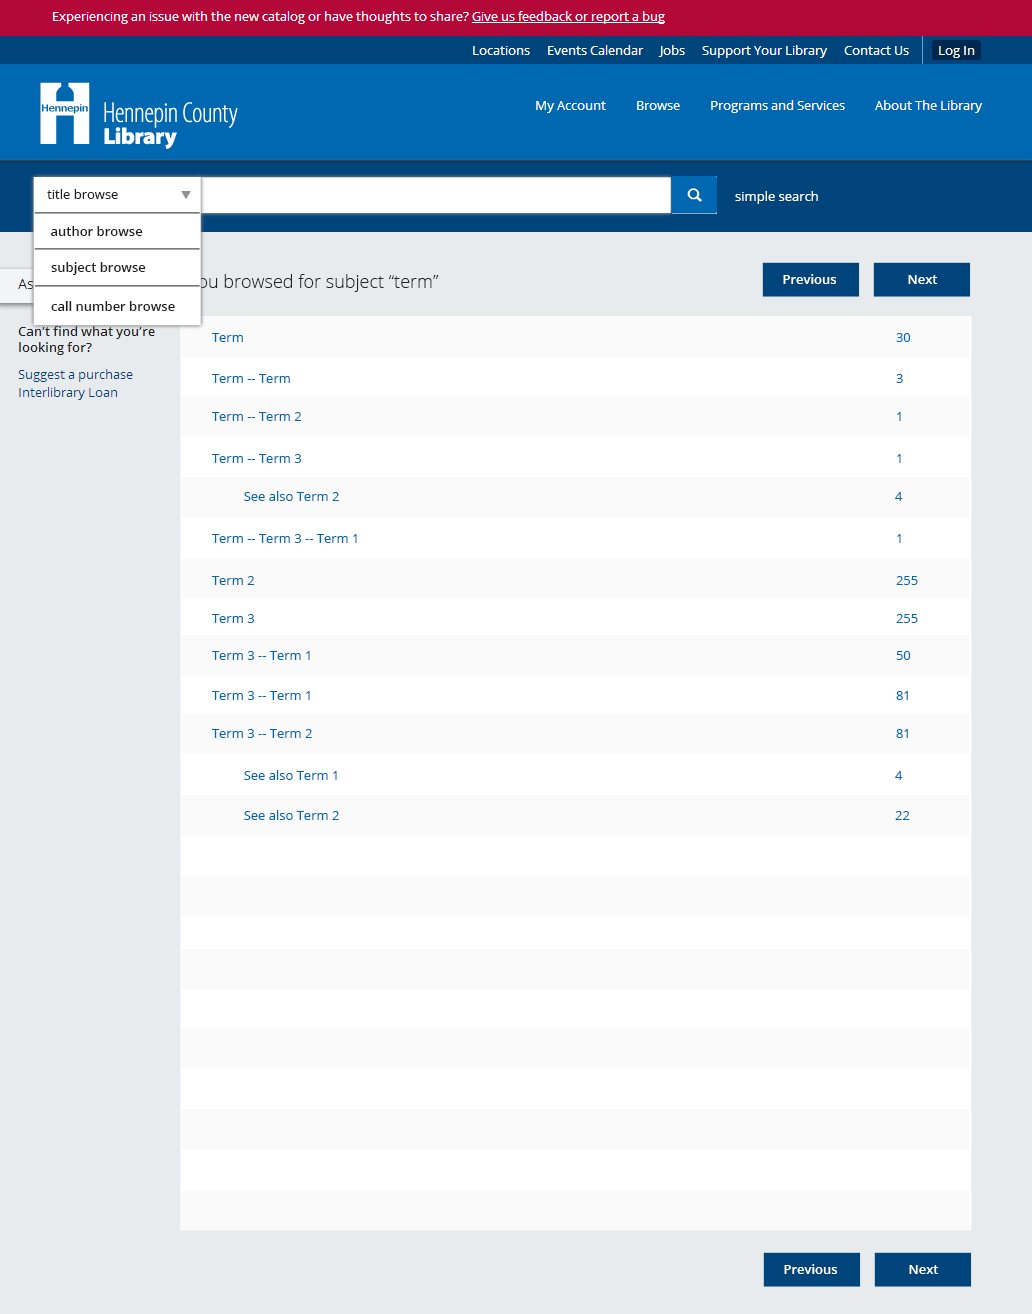 Experiencing an issue with the new catalog or have thoughts to share? Give us feedback or report a bug
Locations Events Calendar Jobs Support Your Library Contact Us Log In
Hennepin
Hennepin County
Library
My Account Browse Programs and Services About The Library
title browse
simple search
author browse
subject browse
call number browse
browsed for subject “term”
Previous Next
Can’t find what you’re
looking for?
Suggest a purchase
Interlibrary Loan
Term 30
Term -- Term 3
Term -- Term 2 1
Term -- Term 3 1
See also Term 2 4
Term -- Term 3 -- Term 1 1
Term 2 255
Term 3 255
Term 3 -- Term 1 50
Term 3 -- Term 1 81
Term 3 -- Term 2 81
See also Term 1 4
See also Term 2 22
Previous Next